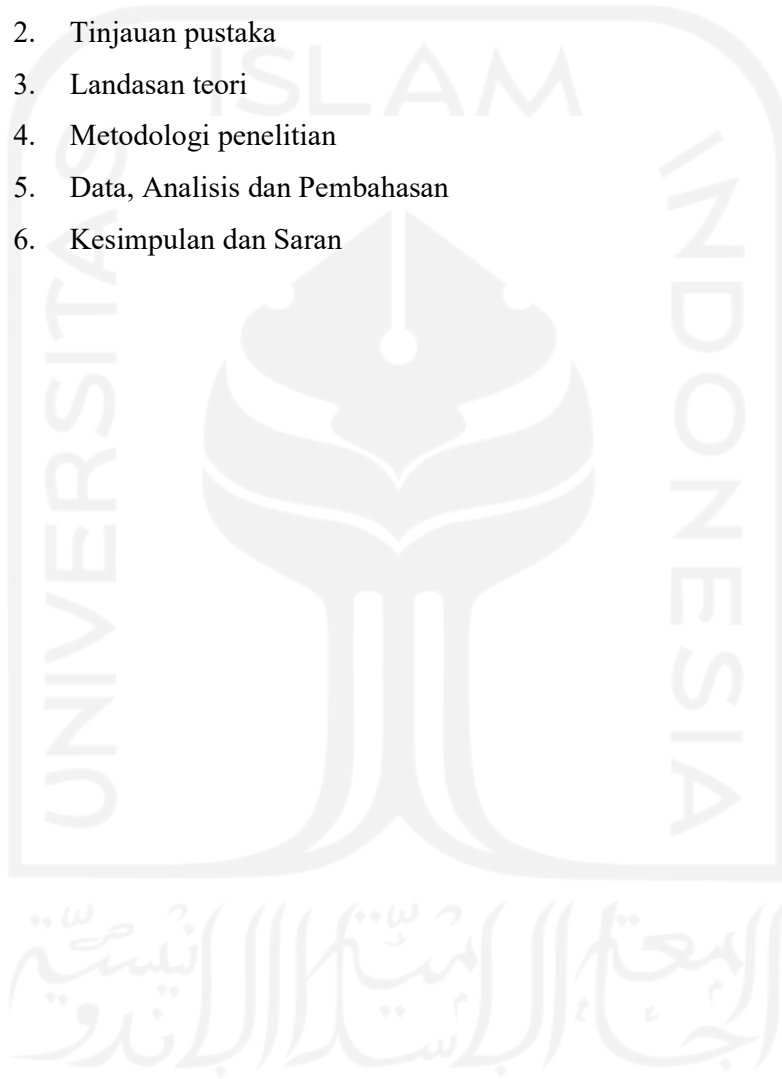 2. Tinjauan pustaka
3. Landasan teori
4. Metodologi penelitian
5. Data, Analisis dan Pembahasan
6. Kesimpulan dan Saran
UNIVERSITAS
ISLAM
INDONESIA